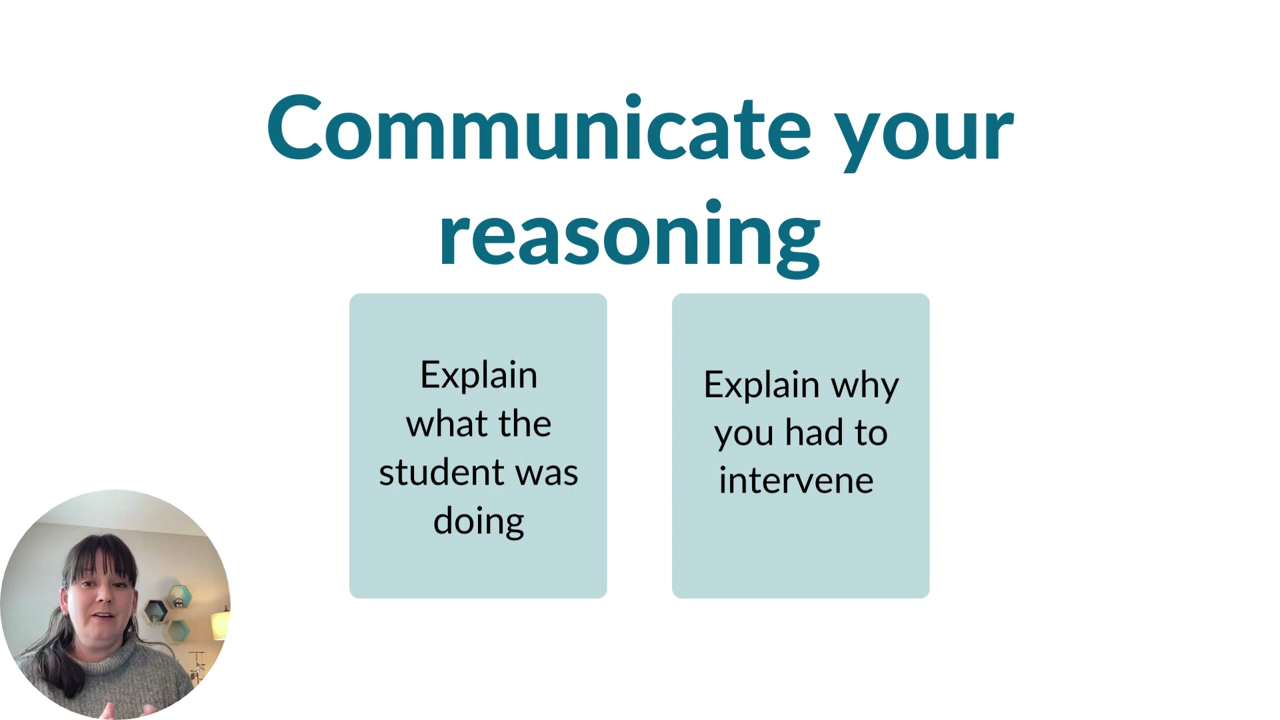 Communicate your
reasoning
Explain
what the
student was
doing
Explain why
you had to
intervene